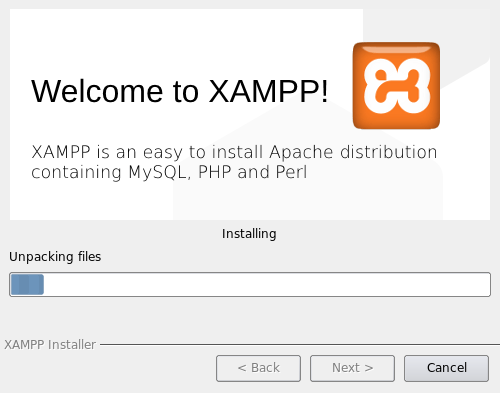 Welcome to XAMPP!
XAMPP is an easy to install Apache distribution
containing MySQL, PHP and Perl
Installing
Unpacking files
XAMPP Installer
< Back
Next >
Cancel